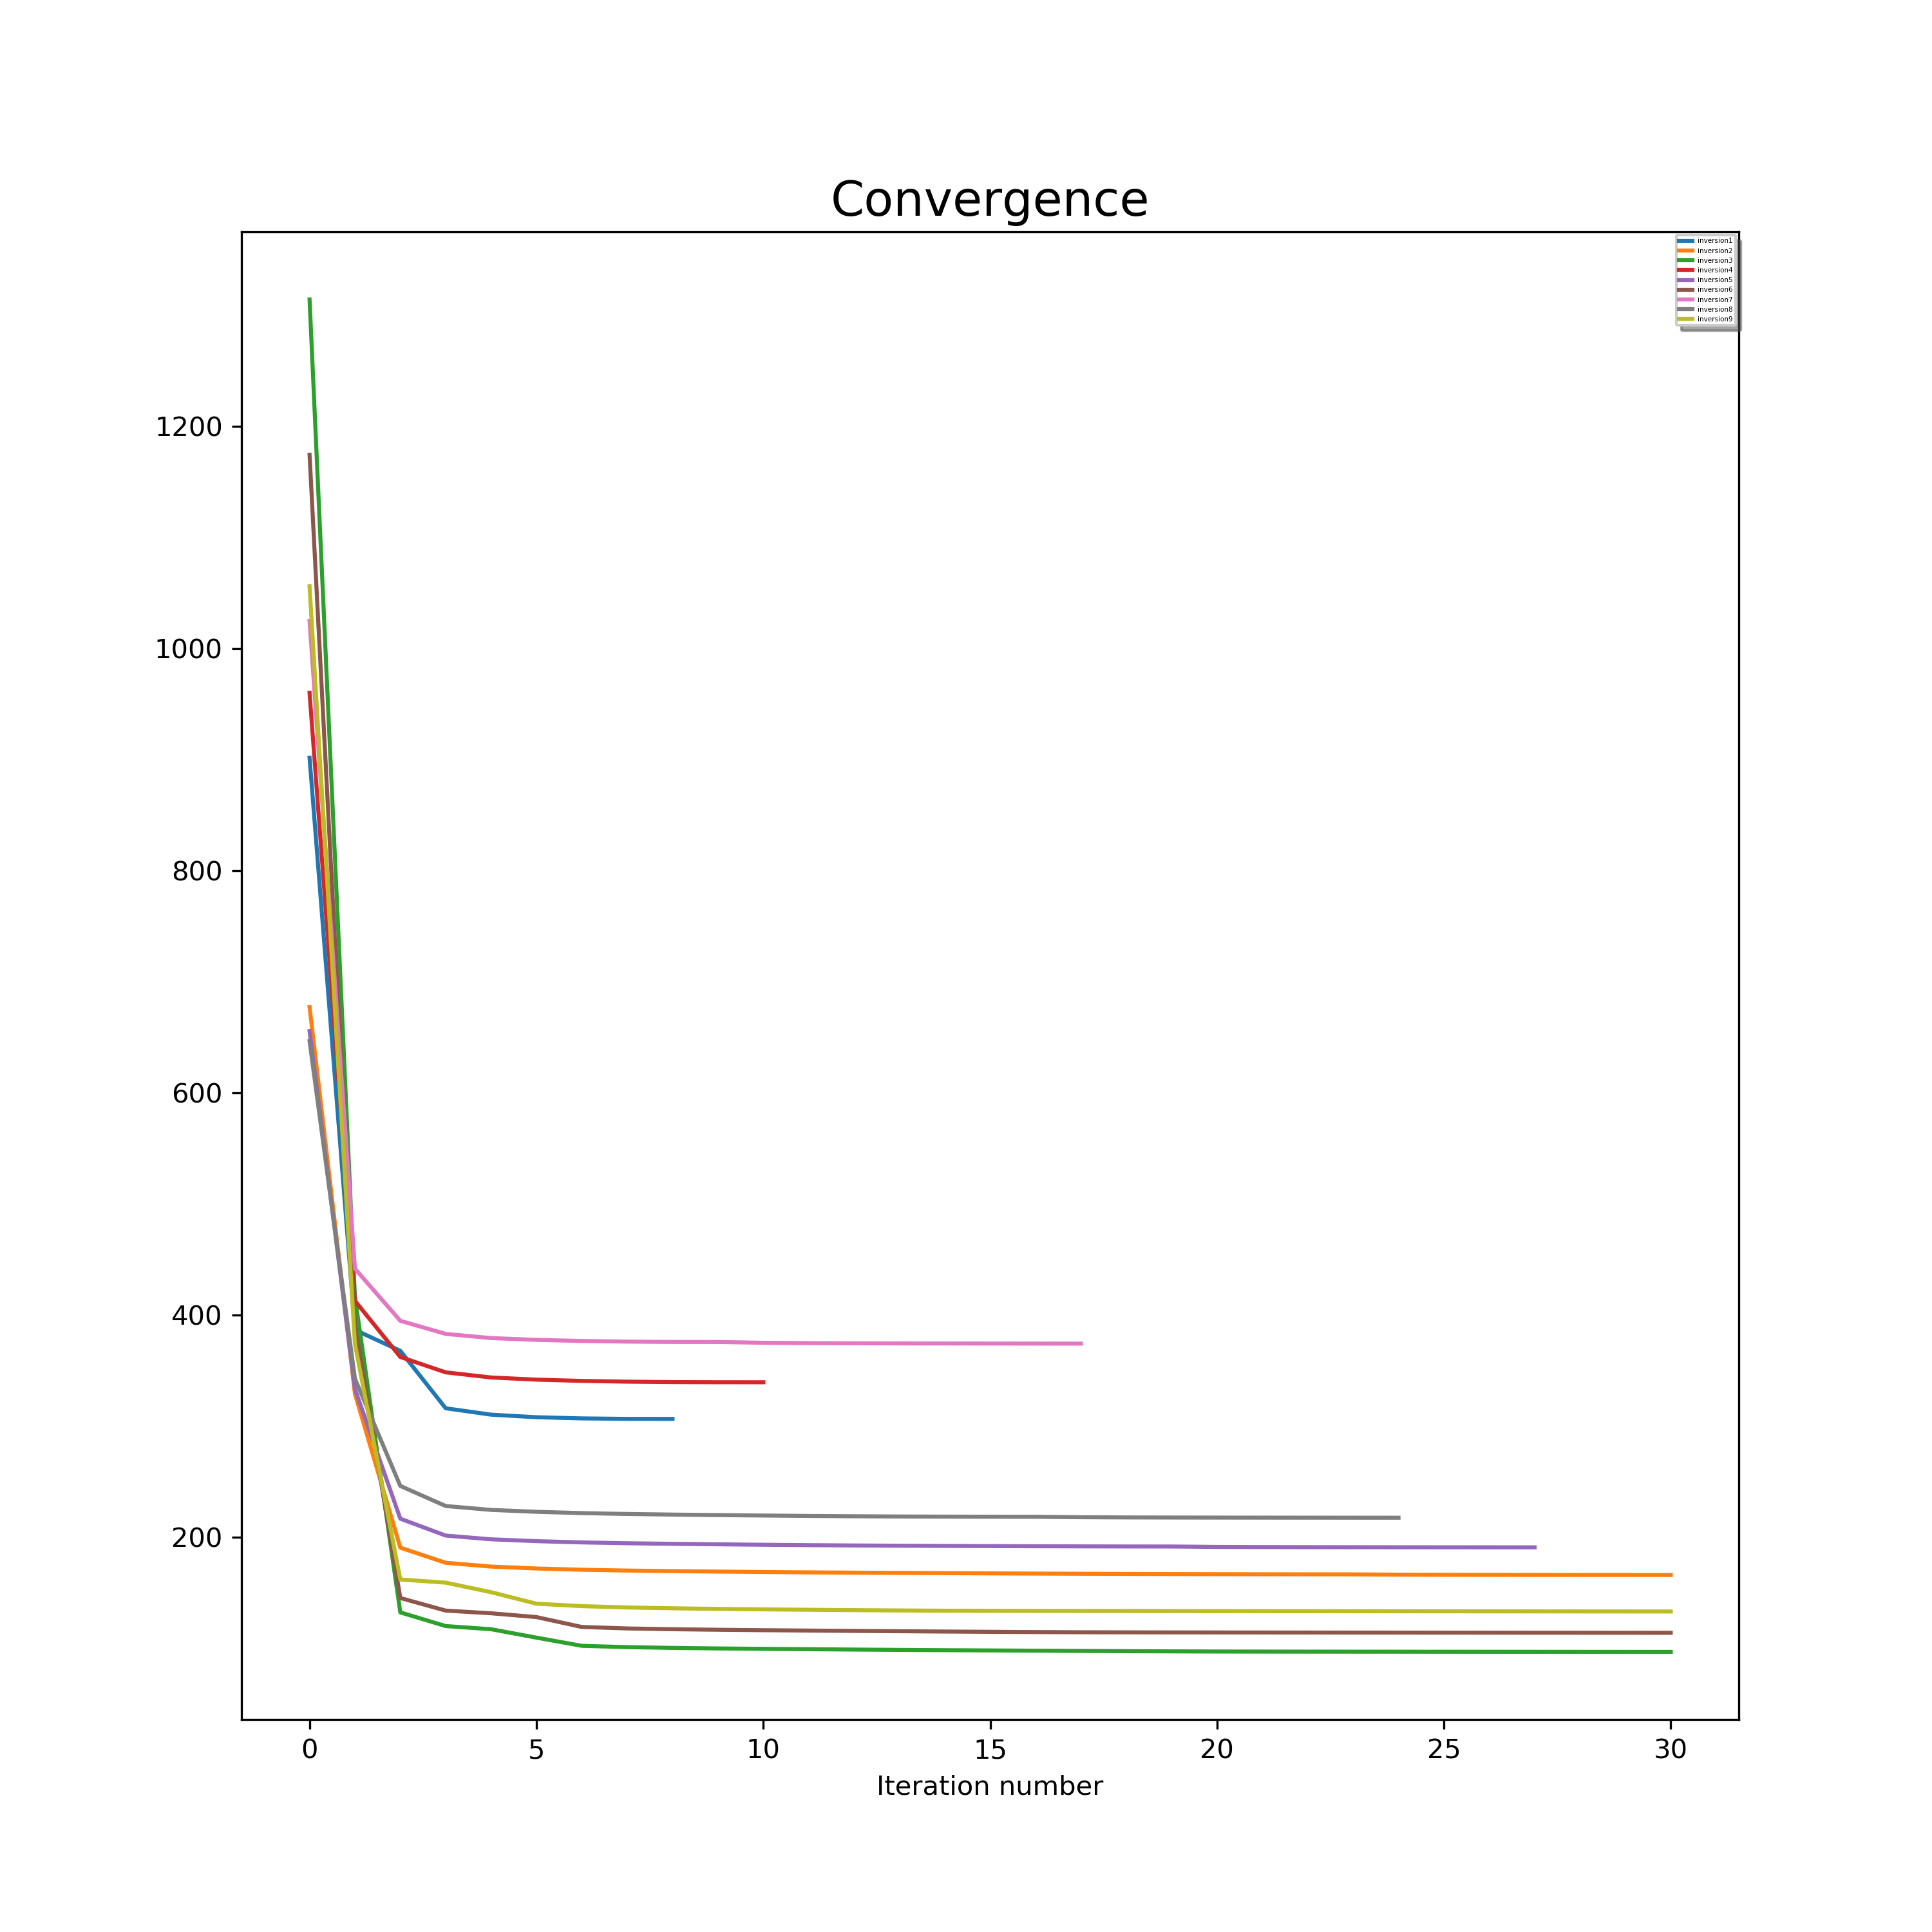 Convergence
inversion1
inversion2
inversion3
inversion4
inversion5
inversion6
inversion7
inversion8
inversion9
1200
1000
800
600
400
200
0 5 10 15 20 25 30
Iteration number